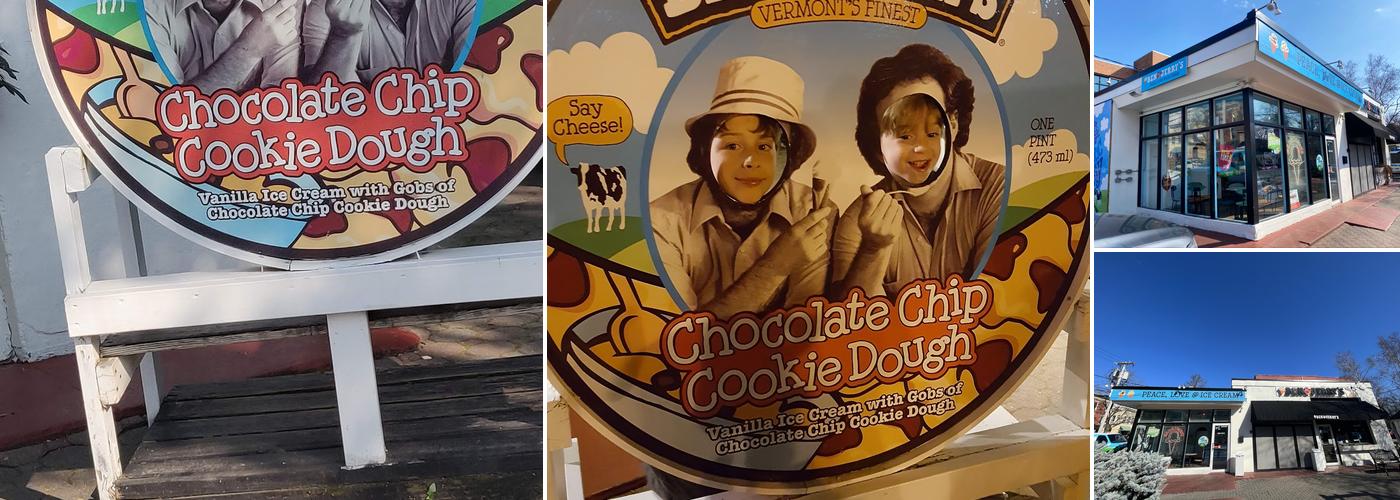 Chocolate Chip
Cookie Dough
Vanilla Ice Cream with Gobs of
Chocolate Chip Cookie Dough
VERMONT'S FINEST
Say
Cheese!
ONE
PINT
(473 ml)
Chocolate Chip
Cookie Dough
Vanilla Ice Cream with Gobs of
Chocolate Chip Cookie Dough
BEN & JERRY'S
PEACE, LOVE &
PEACE, LOVE & ICE CREAM
BEN & JERRY'S